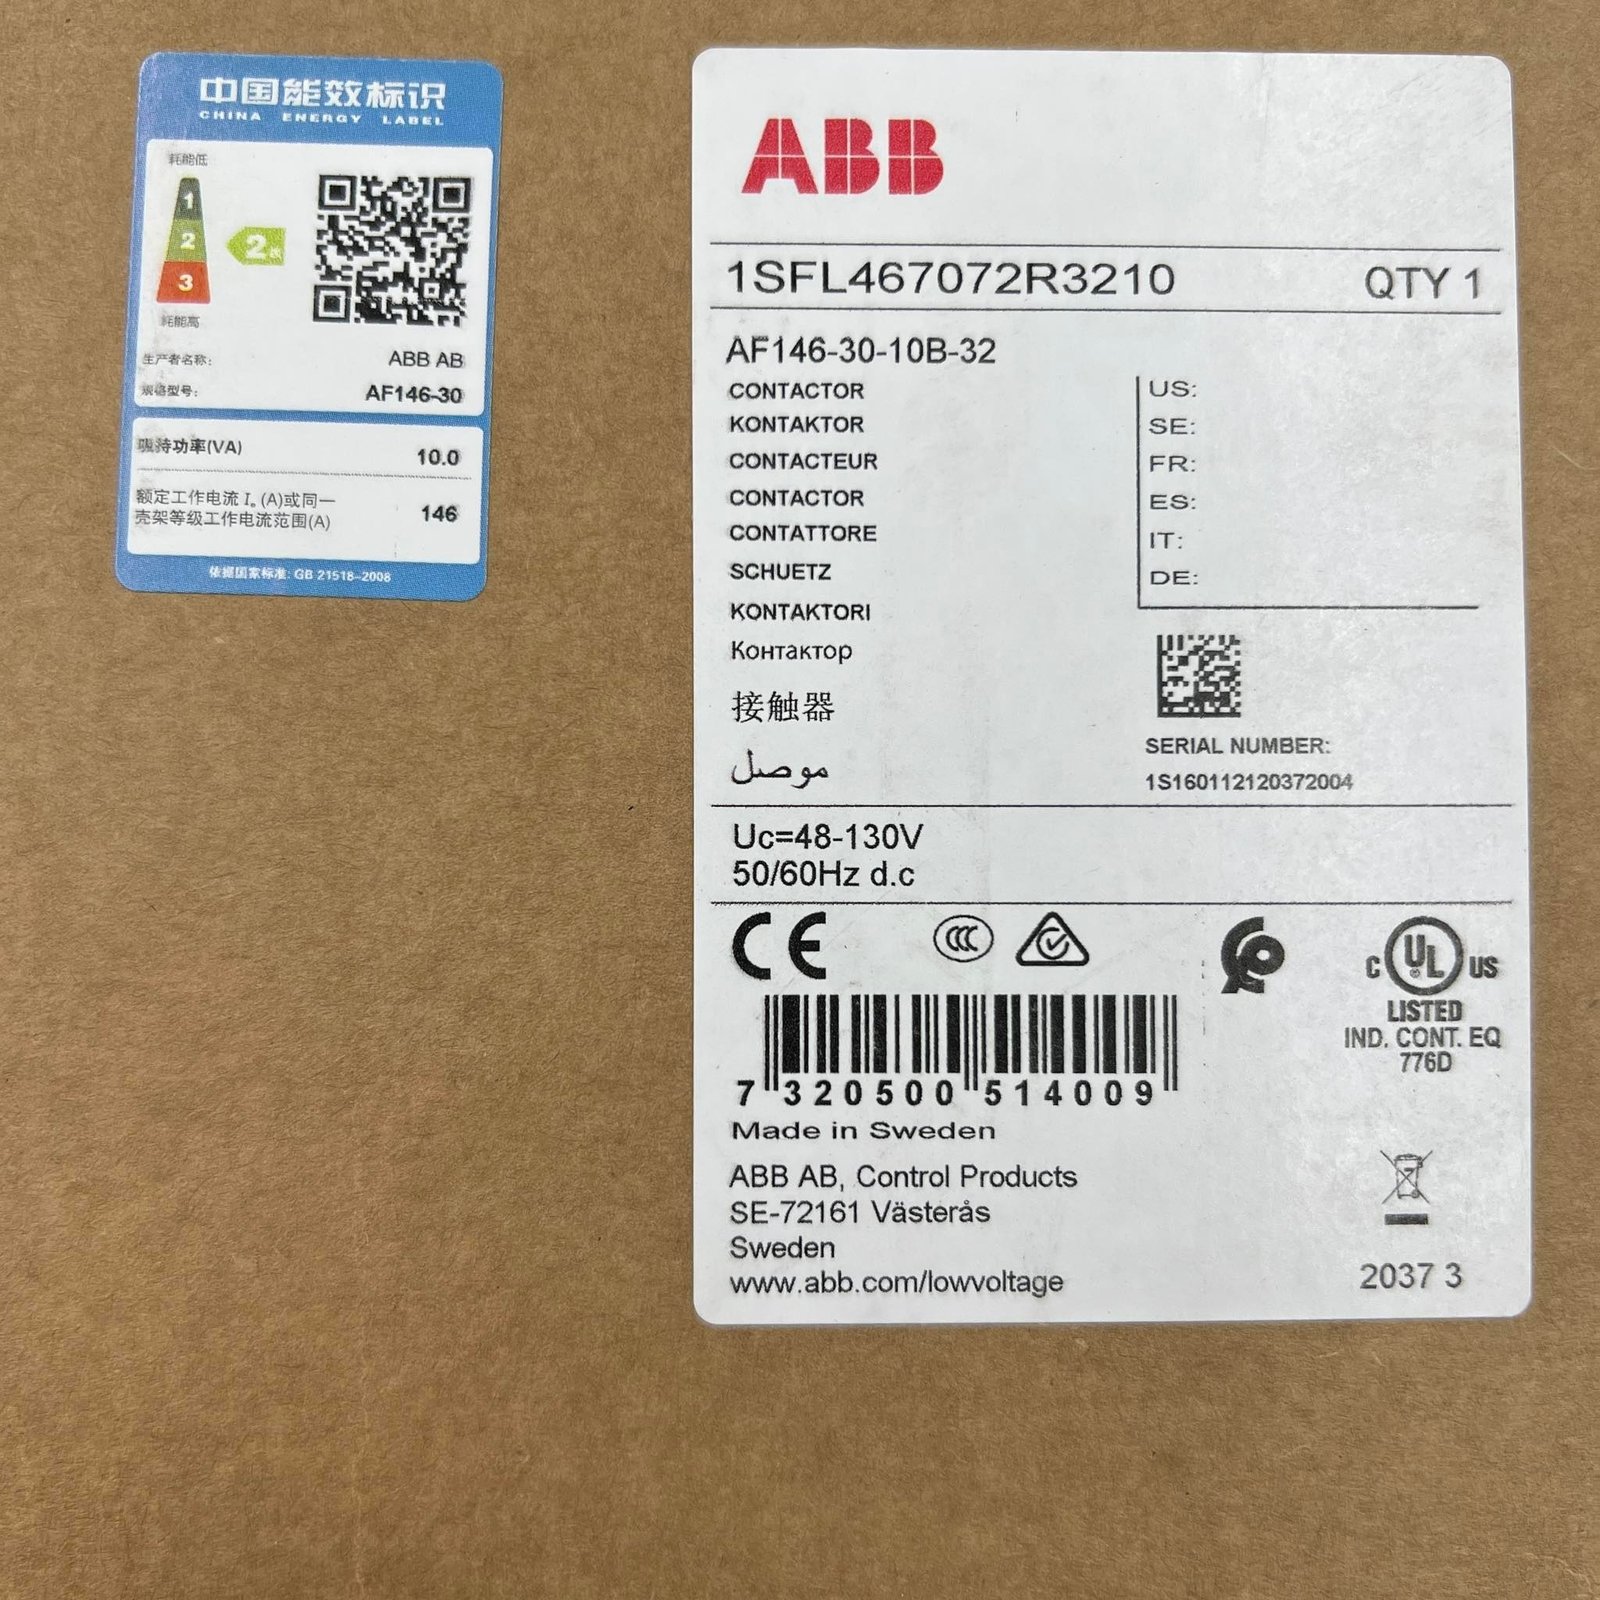 中国能效标识
CHINA ENERGY LABEL
耗能低
1
2
3
2级
耗能高
生产者名称: ABB AB
规格型号: AF146-30
吸持功率(VA) 10.0
额定工作电流 Iₑ (A)或同一
壳架等级工作电流范围(A) 146
依据国家标准: GB 21518-2008
ABB
1SFL467072R3210 QTY 1
AF146-30-10B-32
CONTACTOR US:
KONTAKTOR SE:
CONTACTEUR FR:
CONTACTOR ES:
CONTATTORE IT:
SCHUETZ DE:
KONTAKTORI
Контактор
接触器
موصل
SERIAL NUMBER:
1S160112120372004
Uc=48-130V
50/60Hz d.c
CE CCC C UL US
LISTED
IND. CONT. EQ
776D
7 320500 514009
Made in Sweden
ABB AB, Control Products
SE-72161 Västerås
Sweden
www.abb.com/lowvoltage
2037 3